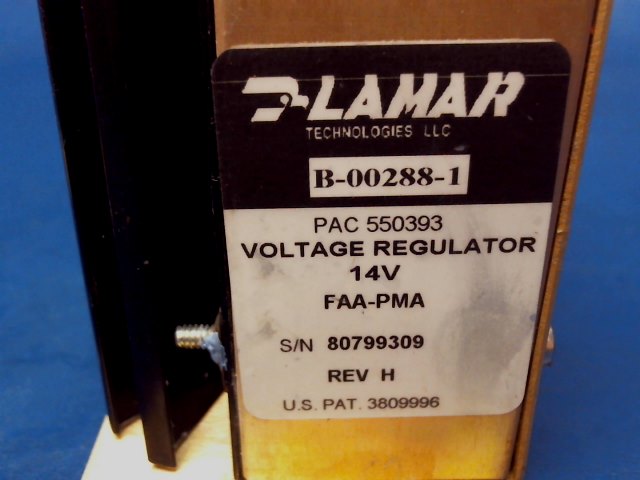 LAMAR
TECHNOLOGIES LLC
B-00288-1
PAC 550393
VOLTAGE REGULATOR
14V
FAA-PMA
S/N 80799309
REV H
U.S. PAT. 3809996